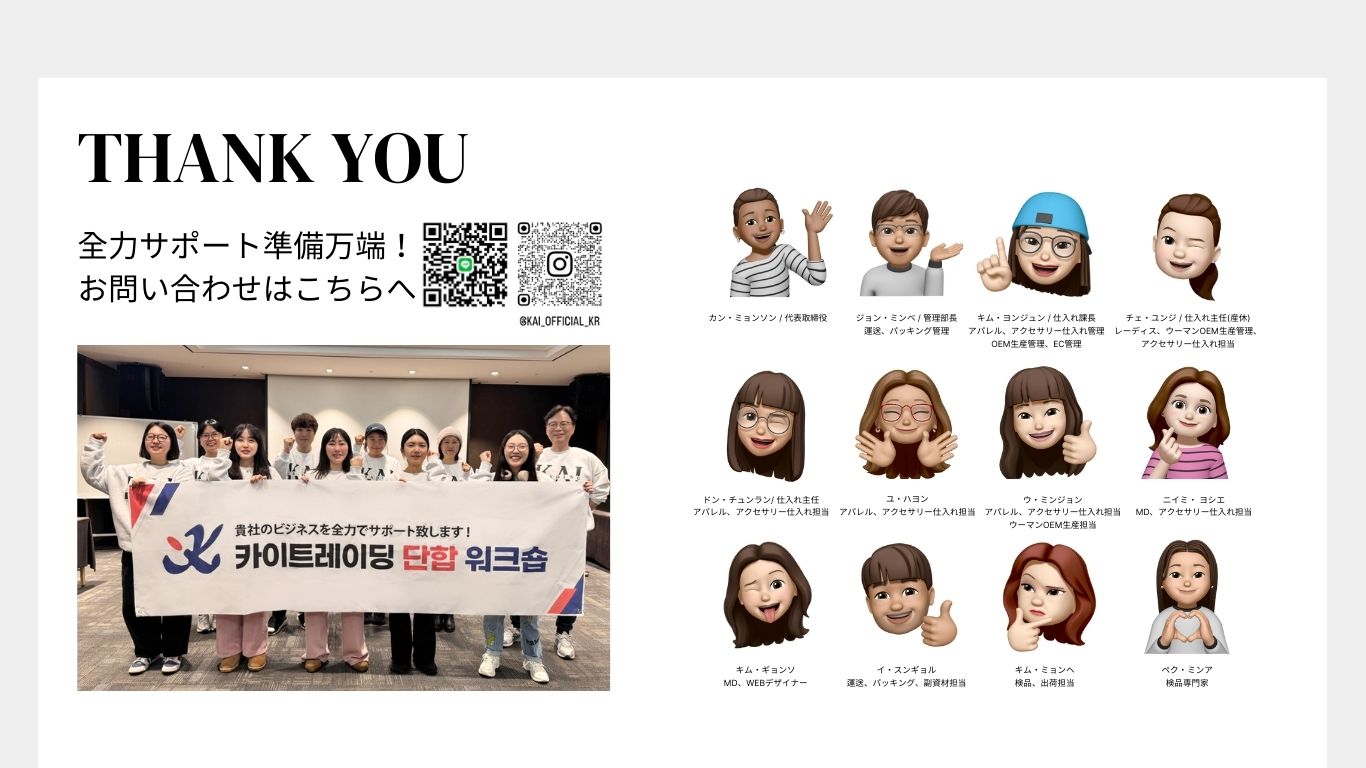 THANK YOU
全力サポート準備万端！
お問い合わせはこちらへ
@KAI_OFFICIAL_KR
貴社のビジネスを全力でサポート致します！
카이트레이딩 단합 워크숍
KAI
カン・ミョンソン / 代表取締役
ジョン・ミンベ / 管理部長
運送、パッキング管理
キム・ヨンジュン / 仕入れ課長
アパレル、アクセサリー仕入れ管理
OEM生産管理、EC管理
チェ・ユンジ / 仕入れ主任(産休)
レーディス、ウーマンOEM生産管理、
アクセサリー仕入れ担当
ドン・チュンラン/ 仕入れ主任
アパレル、アクセサリー仕入れ担当
ユ・ハヨン
アパレル、アクセサリー仕入れ担当
ウ・ミンジョン
アパレル、アクセサリー仕入れ担当
ウーマンOEM生産担当
ニイミ・ ヨシエ
MD、アクセサリー仕入れ担当
キム・ギョンソ
MD、WEBデザイナー
イ・スンギョル
運送、パッキング、副資材担当
キム・ミョンヘ
検品、出荷担当
ペク・ミンア
検品専門家